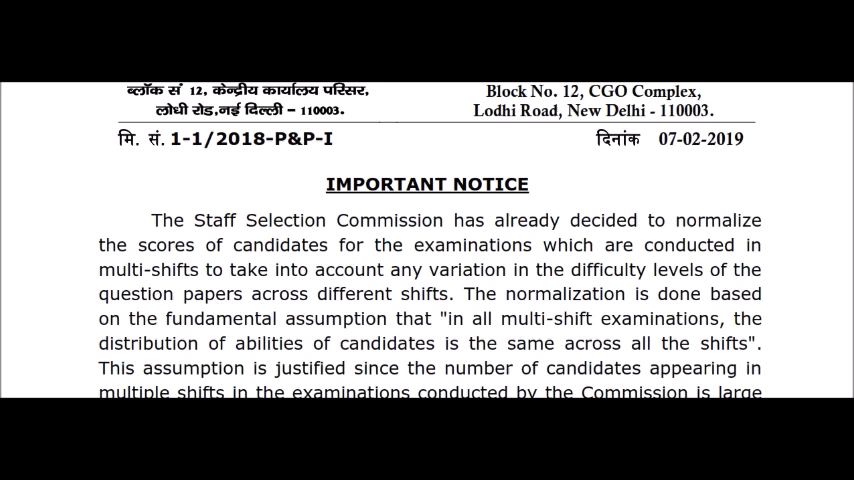 ब्लॉक सं 12, केन्द्रीय कार्यालय परिसर,
लोधी रोड,नई दिल्ली – 110003.
Block No. 12, CGO Complex,
Lodhi Road, New Delhi - 110003.
मि. सं. 1-1/2018-P&P-I दिनांक 07-02-2019
IMPORTANT NOTICE
The Staff Selection Commission has already decided to normalize
the scores of candidates for the examinations which are conducted in
multi-shifts to take into account any variation in the difficulty levels of the
question papers across different shifts. The normalization is done based
on the fundamental assumption that "in all multi-shift examinations, the
distribution of abilities of candidates is the same across all the shifts".
This assumption is justified since the number of candidates appearing in
multiple shifts in the examinations conducted by the Commission is large